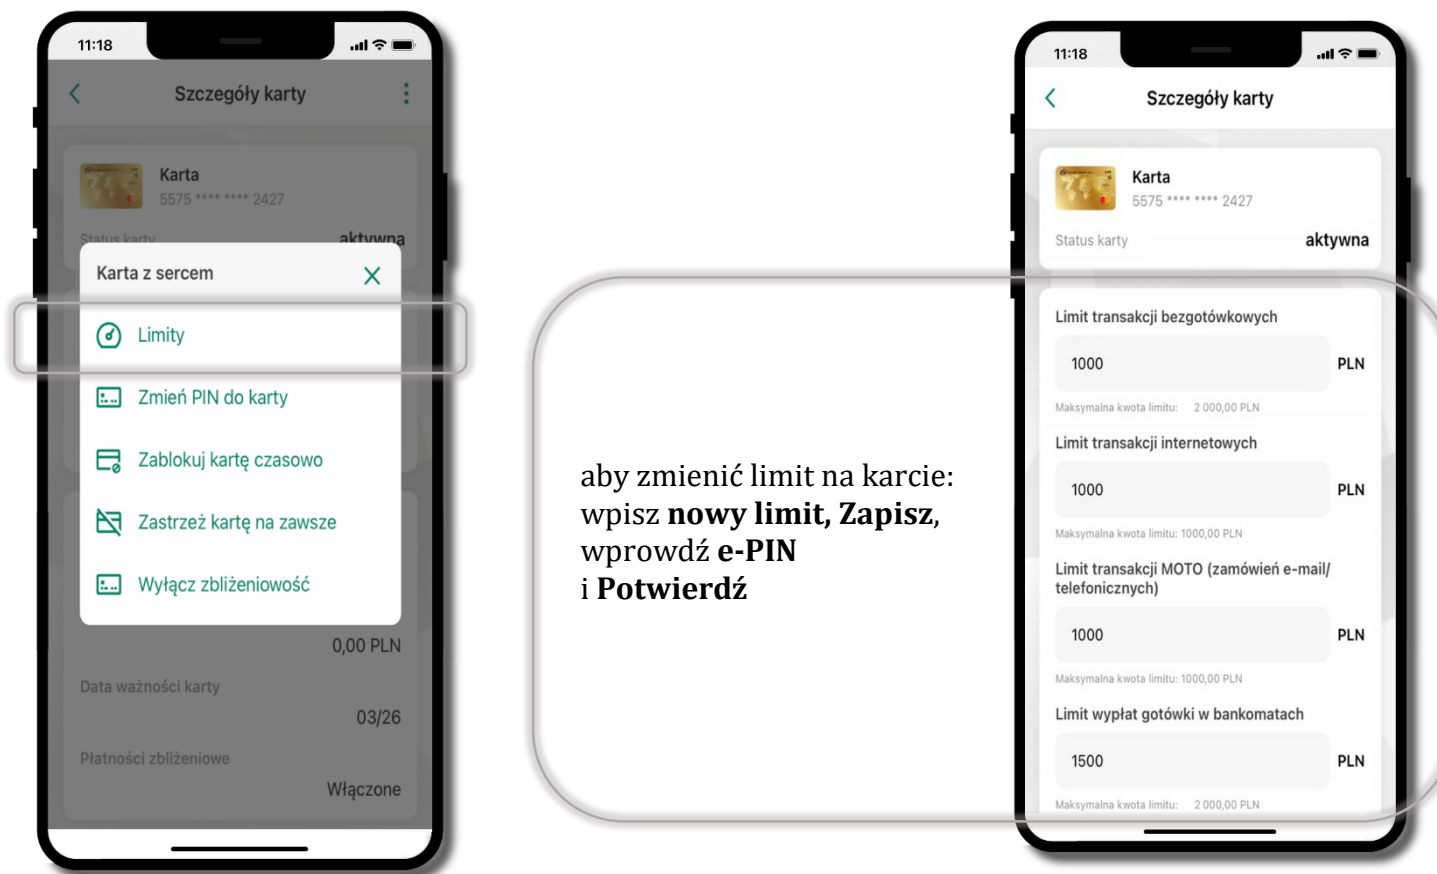 11:18
Szczegóły karty
Karta
5575 **** **** 2427
Status karty
aktywna
Karta z sercem
Limity
Zmień PIN do karty
Zablokuj kartę czasowo
Zastrzeż kartę na zawsze
Wyłącz zbliżeniowość
0,00 PLN
Data ważności karty
03/26
Płatności zbliżeniowe
Włączone
aby zmienić limit na karcie:
wpisz nowy limit, Zapisz,
wprowdź e-PIN
i Potwierdź
11:18
Szczegóły karty
Karta
5575 **** **** 2427
Status karty
aktywna
Limit transakcji bezgotówkowych
1000 PLN
Maksymalna kwota limitu: 2 000,00 PLN
Limit transakcji internetowych
1000 PLN
Maksymalna kwota limitu: 1000,00 PLN
Limit transakcji MOTO (zamówień e-mail/
telefonicznych)
1000 PLN
Maksymalna kwota limitu: 1000,00 PLN
Limit wypłat gotówki w bankomatach
1500 PLN
Maksymalna kwota limitu: 2 000,00 PLN